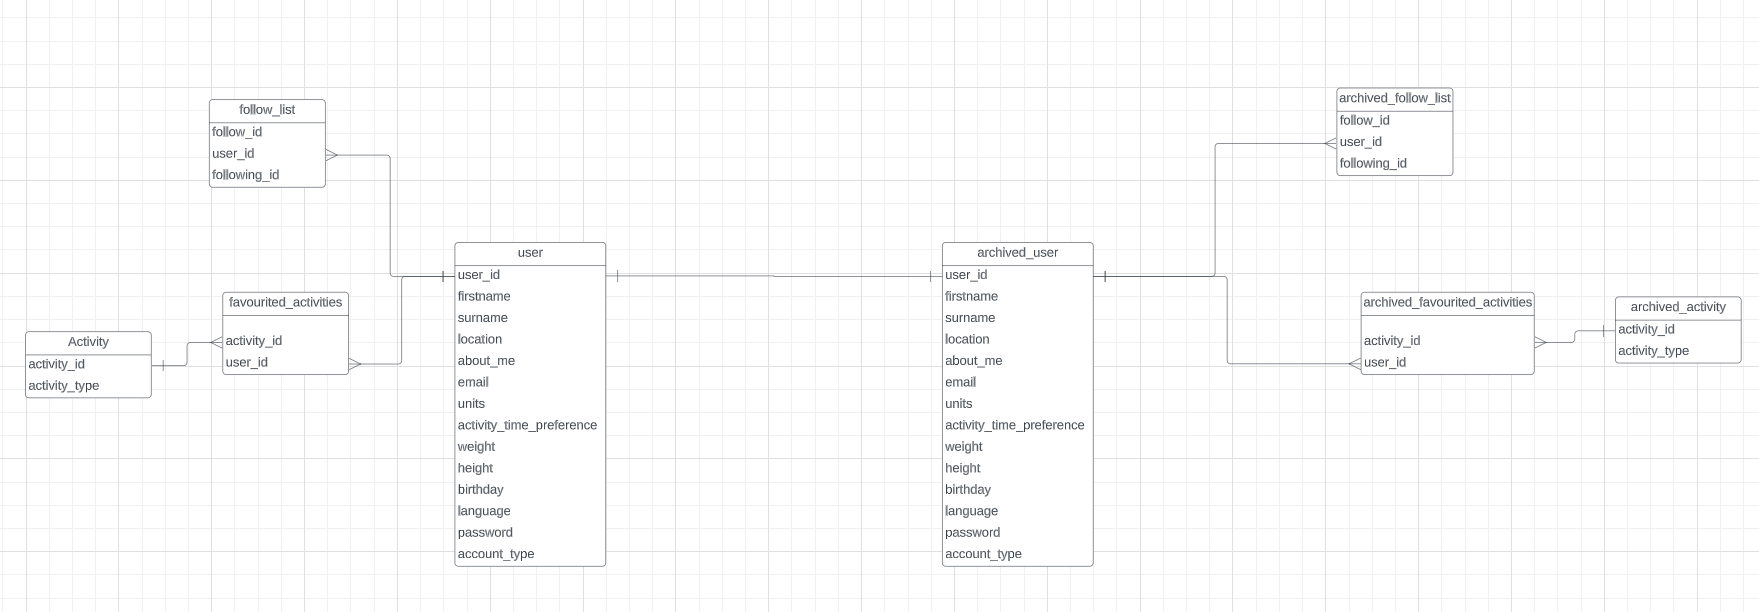 follow_list
follow_id
user_id
following_id
Activity
activity_id
activity_type
favourited_activities
activity_id
user_id
user
user_id
firstname
surname
location
about_me
email
units
activity_time_preference
weight
height
birthday
language
password
account_type
archived_user
user_id
firstname
surname
location
about_me
email
units
activity_time_preference
weight
height
birthday
language
password
account_type
archived_follow_list
follow_id
user_id
following_id
archived_favourited_activities
activity_id
user_id
archived_activity
activity_id
activity_type